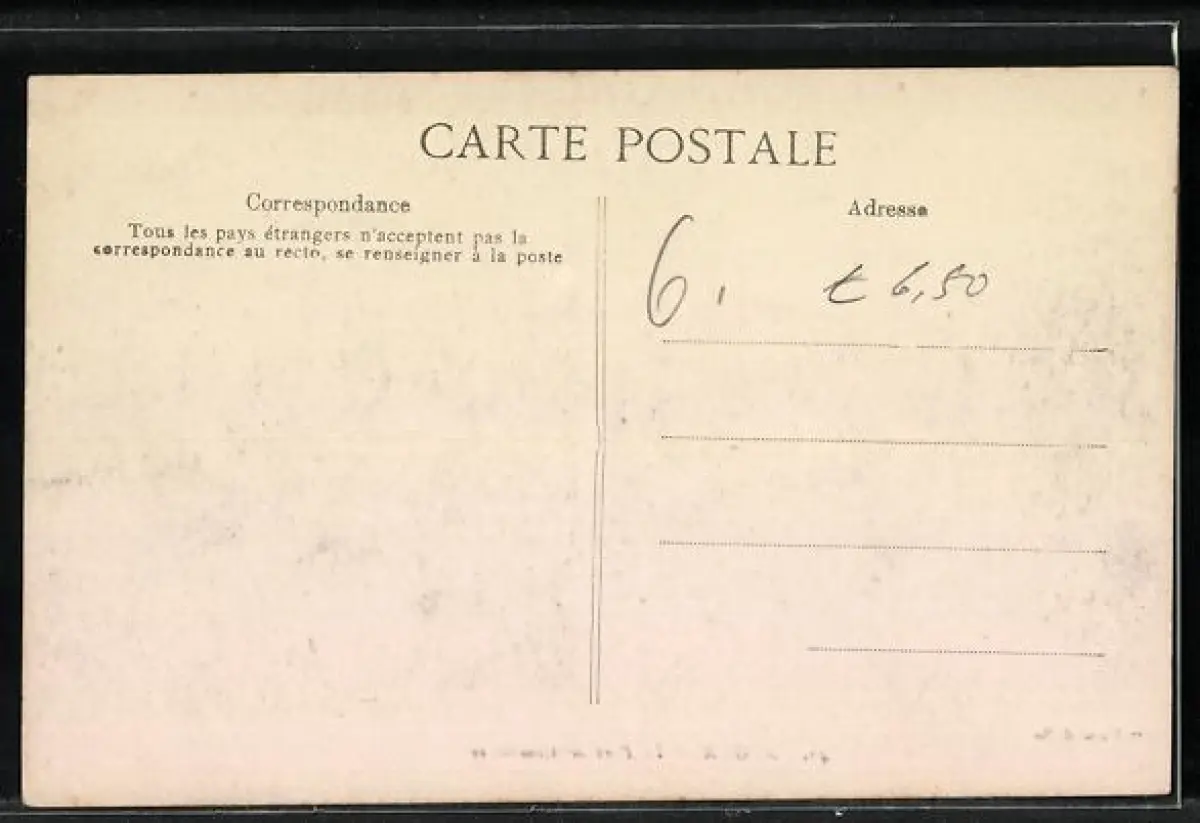 CARTE POSTALE
Correspondance
Tous les pays étrangers n'acceptent pas la
correspondance au recto, se renseigner à la poste
Adresse
6,
€ 6,50